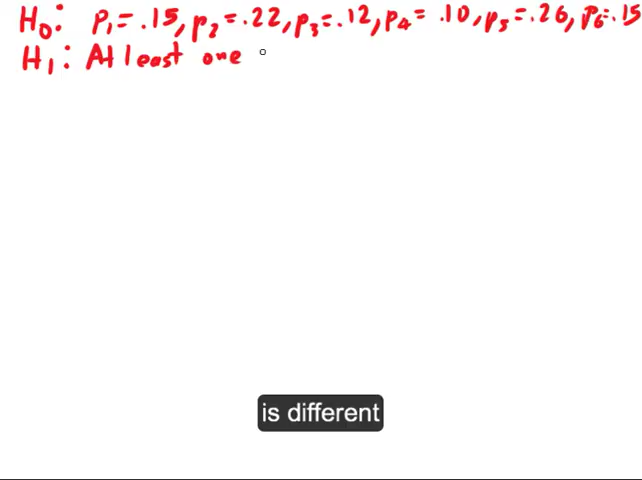 H₀: p₁=.15, p₂=.22, p₃=.12, p₄= .10, p₅=.26, p₆=.15
H₁: At least one
is different